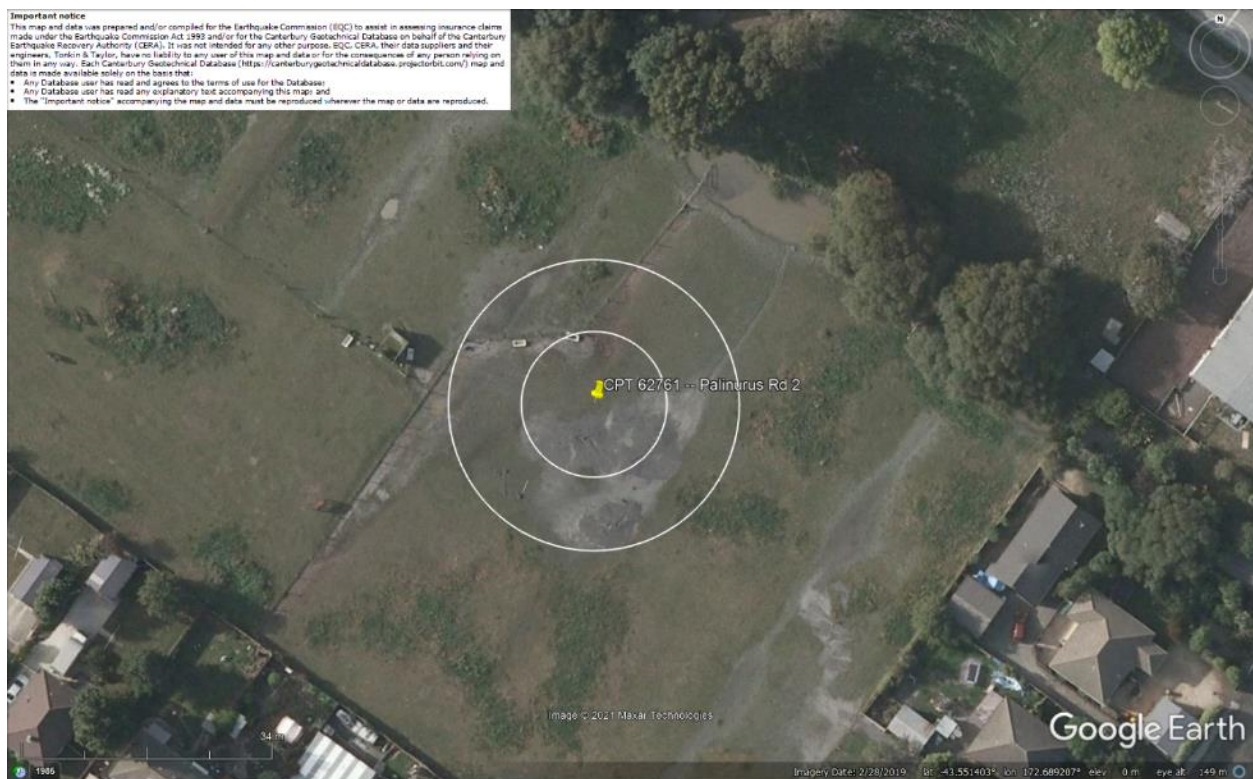 Important notice
This map and data was prepared and/or compiled for the Earthquake Commission (EQC) to assist in assessing insurance claims
made under the Earthquake Commission Act 1993 and/or for the Canterbury Geotechnical Database on behalf of the Canterbury
Earthquake Recovery Authority (CERA). It was not intended for any other purpose. EQC, CERA, their data suppliers and their
engineers, Tonkin & Taylor, have no liability to any user of this map and data or for the consequences of any person relying on
them in any way. Each Canterbury Geotechnical Database (https://canterburygeotechnicaldatabase.projectorbit.com/) map and
data is made available solely on the basis that:
• Any Database user has read and agrees to the terms of use for the Database;
• Any Database user has read any explanatory text accompanying this map; and
• The "Important notice" accompanying the map and data must be reproduced wherever the map or data are reproduced.
N
CPT 62761 -- Palinurus Rd 2
Image © 2021 Maxar Technologies
Google Earth
34 m
1985
Imagery Date: 2/28/2019 lat -43.551403° lon 172.689207° elev 0 m eye alt 149 m